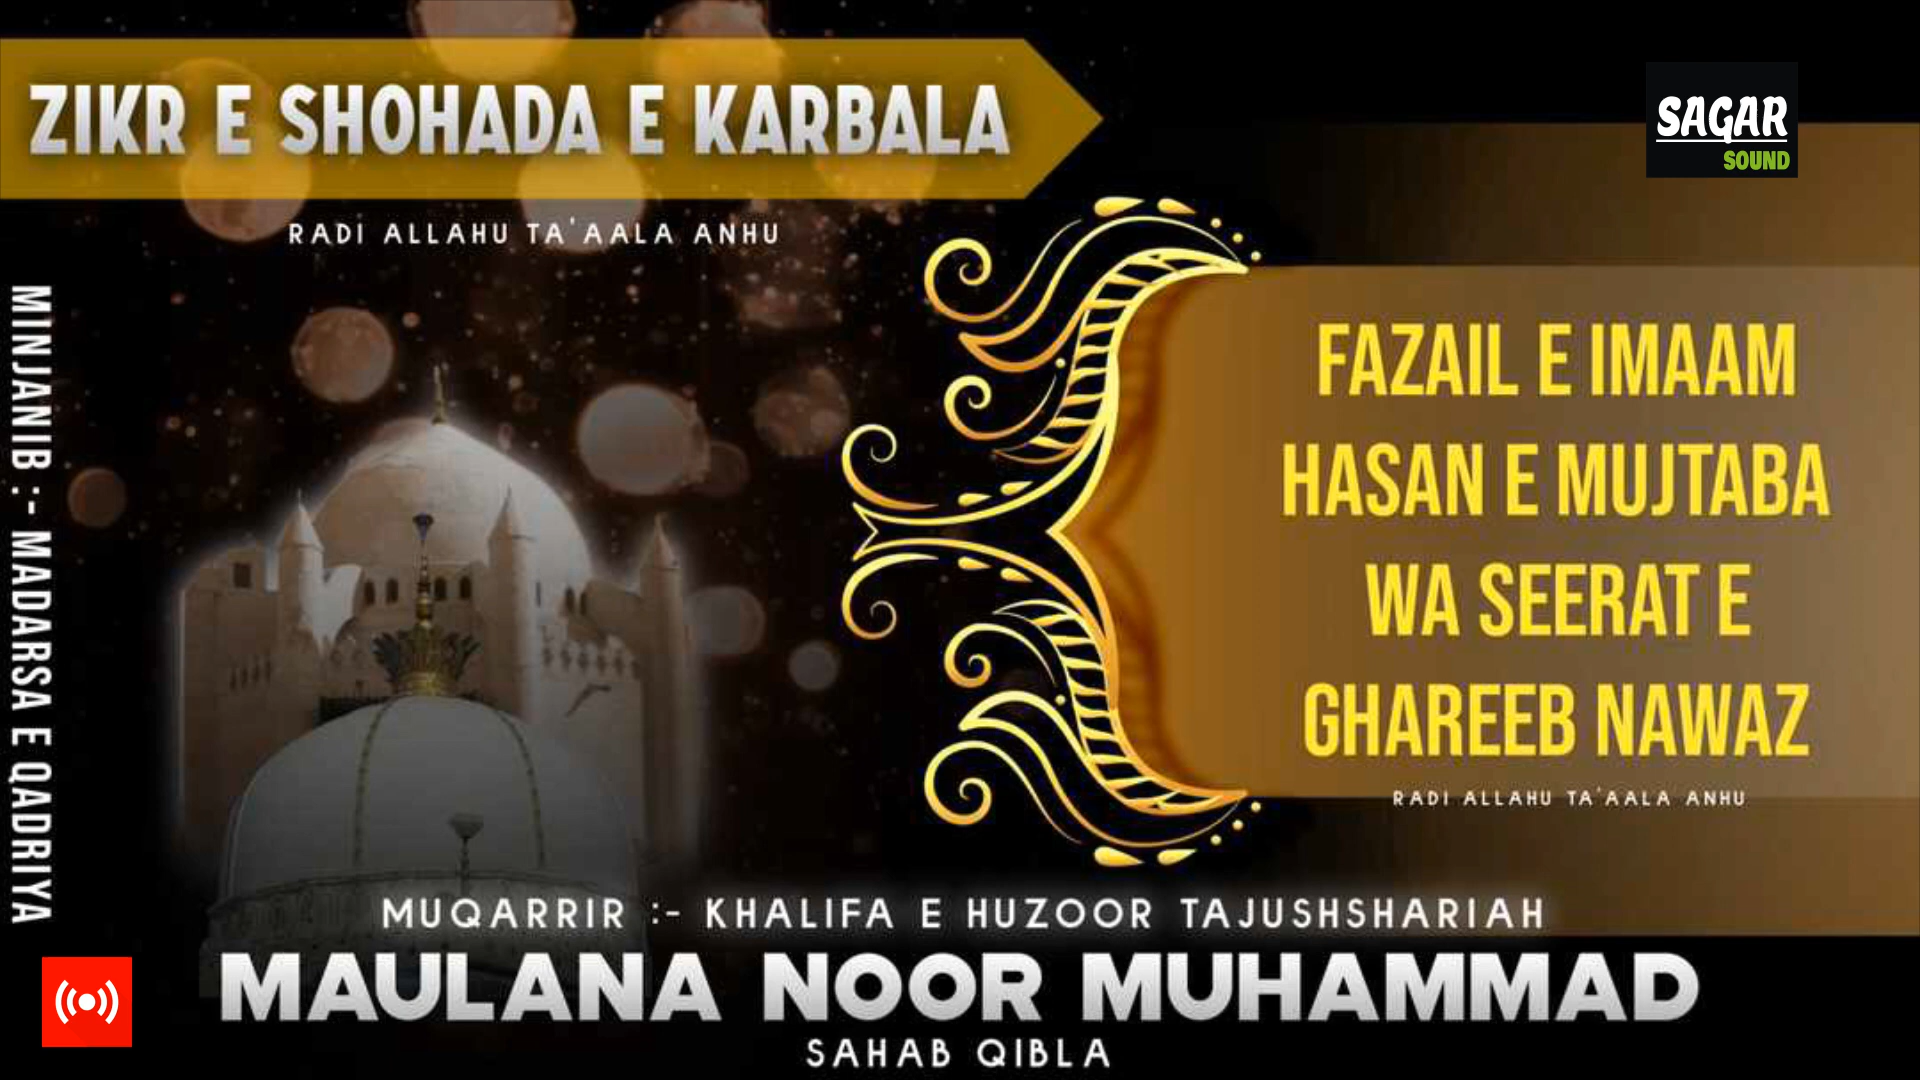 ZIKR E SHOHADA E KARBALA
RADI ALLAHU TA'AALA ANHU
SAGAR
SOUND
MINJANIB :- MADARSA E QADRIYA
FAZAIL E IMAAM
HASAN E MUJTABA
WA SEERAT E
GHAREEB NAWAZ
RADI ALLAHU TA'AALA ANHU
MUQARRIR :- KHALIFA E HUZOOR TAJUSHSHARIAH
MAULANA NOOR MUHAMMAD
SAHAB QIBLA